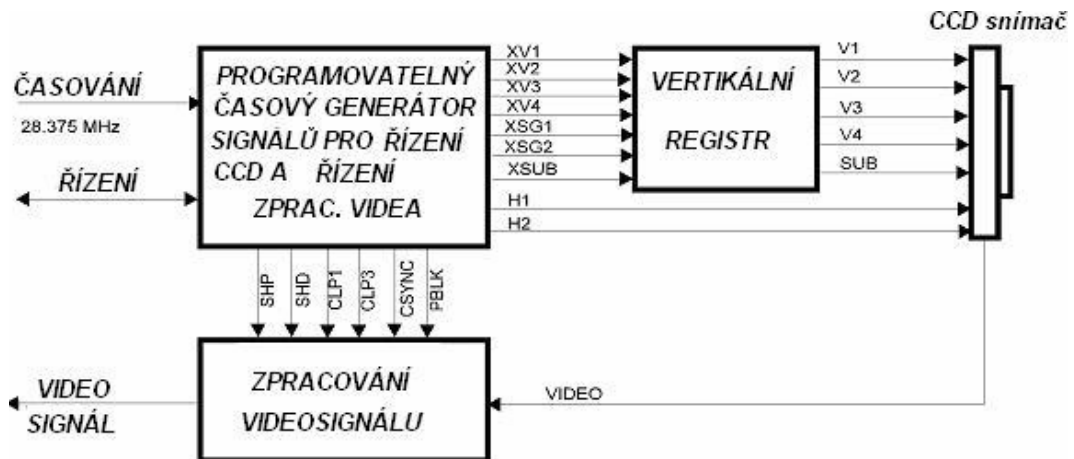 CCD snímač
ČASOVÁNÍ
28.375 MHz
ŘÍZENÍ
PROGRAMOVATELNÝ
ČASOVÝ GENERÁTOR
SIGNÁLŮ PRO ŘÍZENÍ
CCD A ŘÍZENÍ
ZPRAC. VIDEA
XV1
XV2
XV3
XV4
XSG1
XSG2
XSUB
H1
H2
VERTIKÁLNÍ
REGISTR
V1
V2
V3
V4
SUB
SHP
SHD
CLP1
CLP3
CSYNC
PBLK
ZPRACOVÁNÍ
VIDEOSIGNÁLU
VIDEO
VIDEO
SIGNÁL